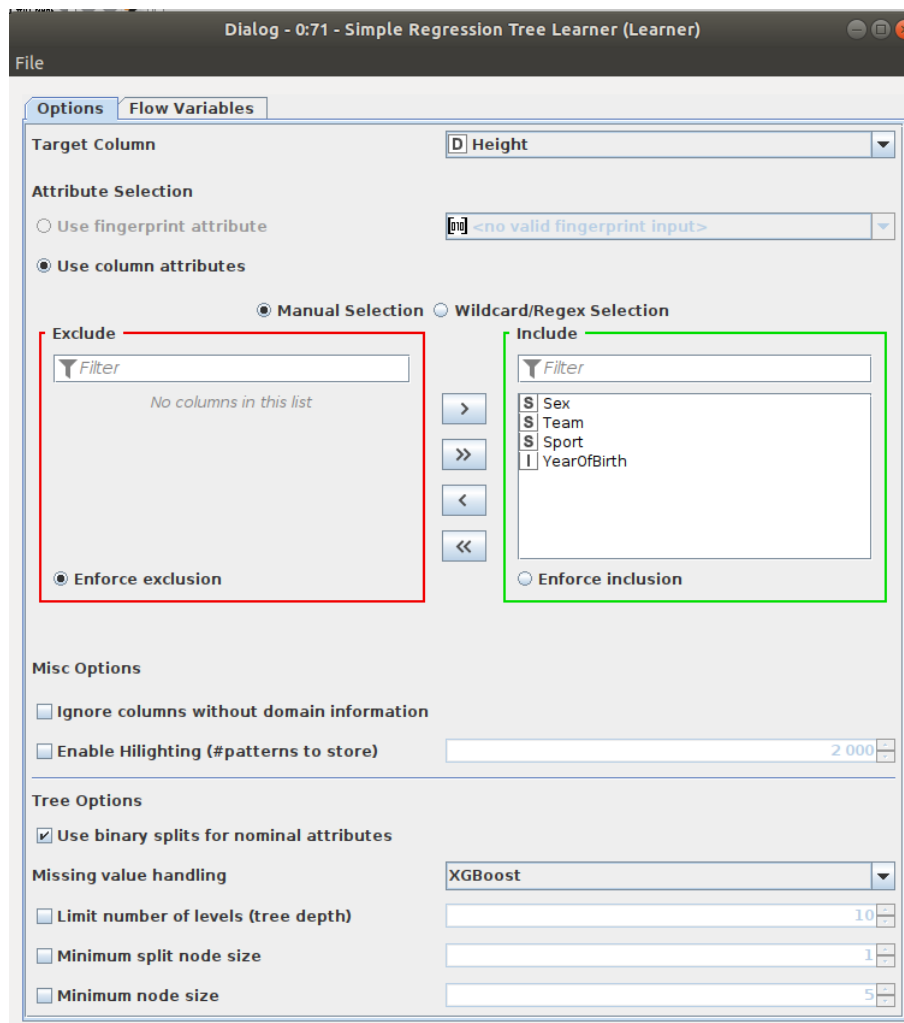 Dialog - 0:71 - Simple Regression Tree Learner (Learner)
File
Options Flow Variables
Target Column D Height
Attribute Selection
Use fingerprint attribute <no valid fingerprint input>
Use column attributes
Manual Selection Wildcard/Regex Selection
Exclude Include
Filter Filter
No columns in this list
>
>>
<
<<
S Sex
S Team
S Sport
I YearOfBirth
Enforce exclusion Enforce inclusion
Misc Options
Ignore columns without domain information
Enable Hilighting (#patterns to store) 2 000
Tree Options
Use binary splits for nominal attributes
Missing value handling XGBoost
Limit number of levels (tree depth) 10
Minimum split node size 1
Minimum node size 5